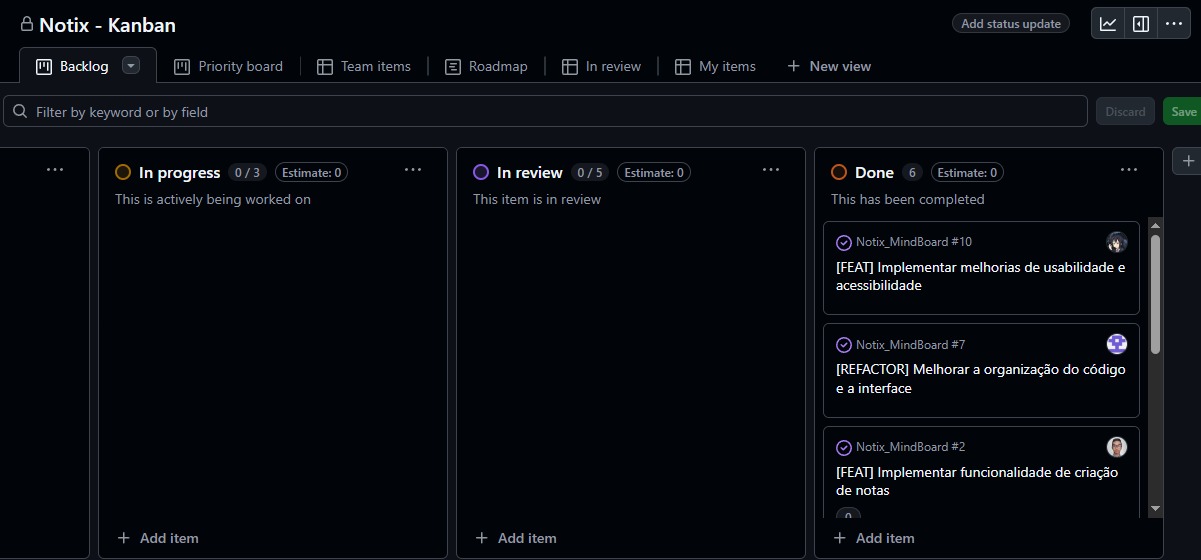 Notix - Kanban
Add status update
Backlog
Priority board
Team items
Roadmap
In review
My items
New view
Filter by keyword or by field
Discard
Save
In progress 0 / 3 Estimate: 0
This is actively being worked on
Add item
In review 0 / 5 Estimate: 0
This item is in review
Add item
Done 6 Estimate: 0
This has been completed
Notix_MindBoard #10
[FEAT] Implementar melhorias de usabilidade e
acessibilidade
Notix_MindBoard #7
[REFACTOR] Melhorar a organização do código
e a interface
Notix_MindBoard #2
[FEAT] Implementar funcionalidade de criação
de notas
Add item